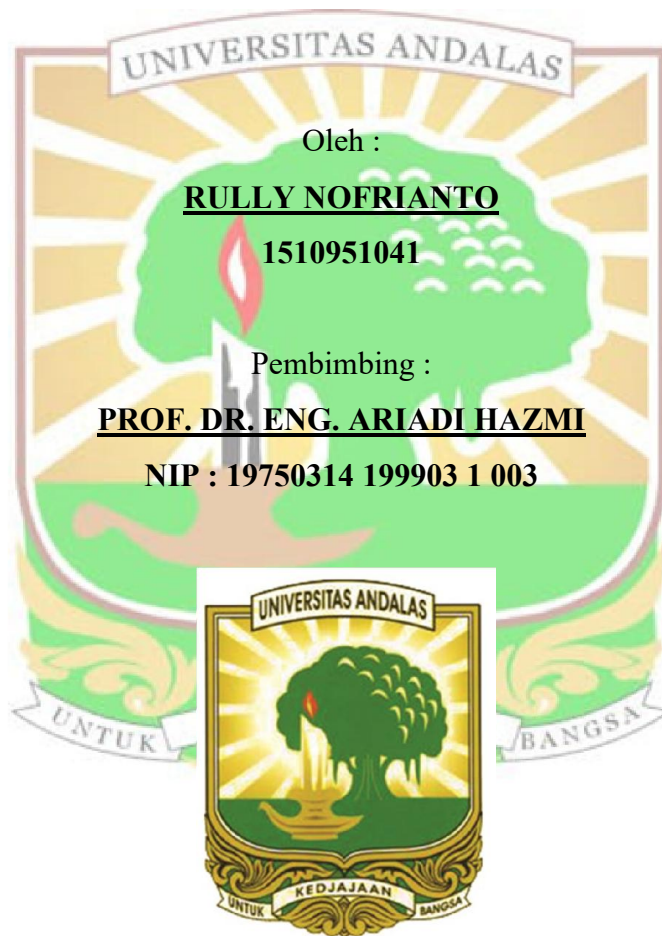 UNIVERSITAS ANDALAS
Oleh :
RULLY NOFRIANTO
1510951041
Pembimbing :
PROF. DR. ENG. ARIADI HAZMI
NIP : 19750314 199903 1 003
UNIVERSITAS ANDALAS
UNTUK BANGSA
KEDJAJAAN
UNTUK BANGSA